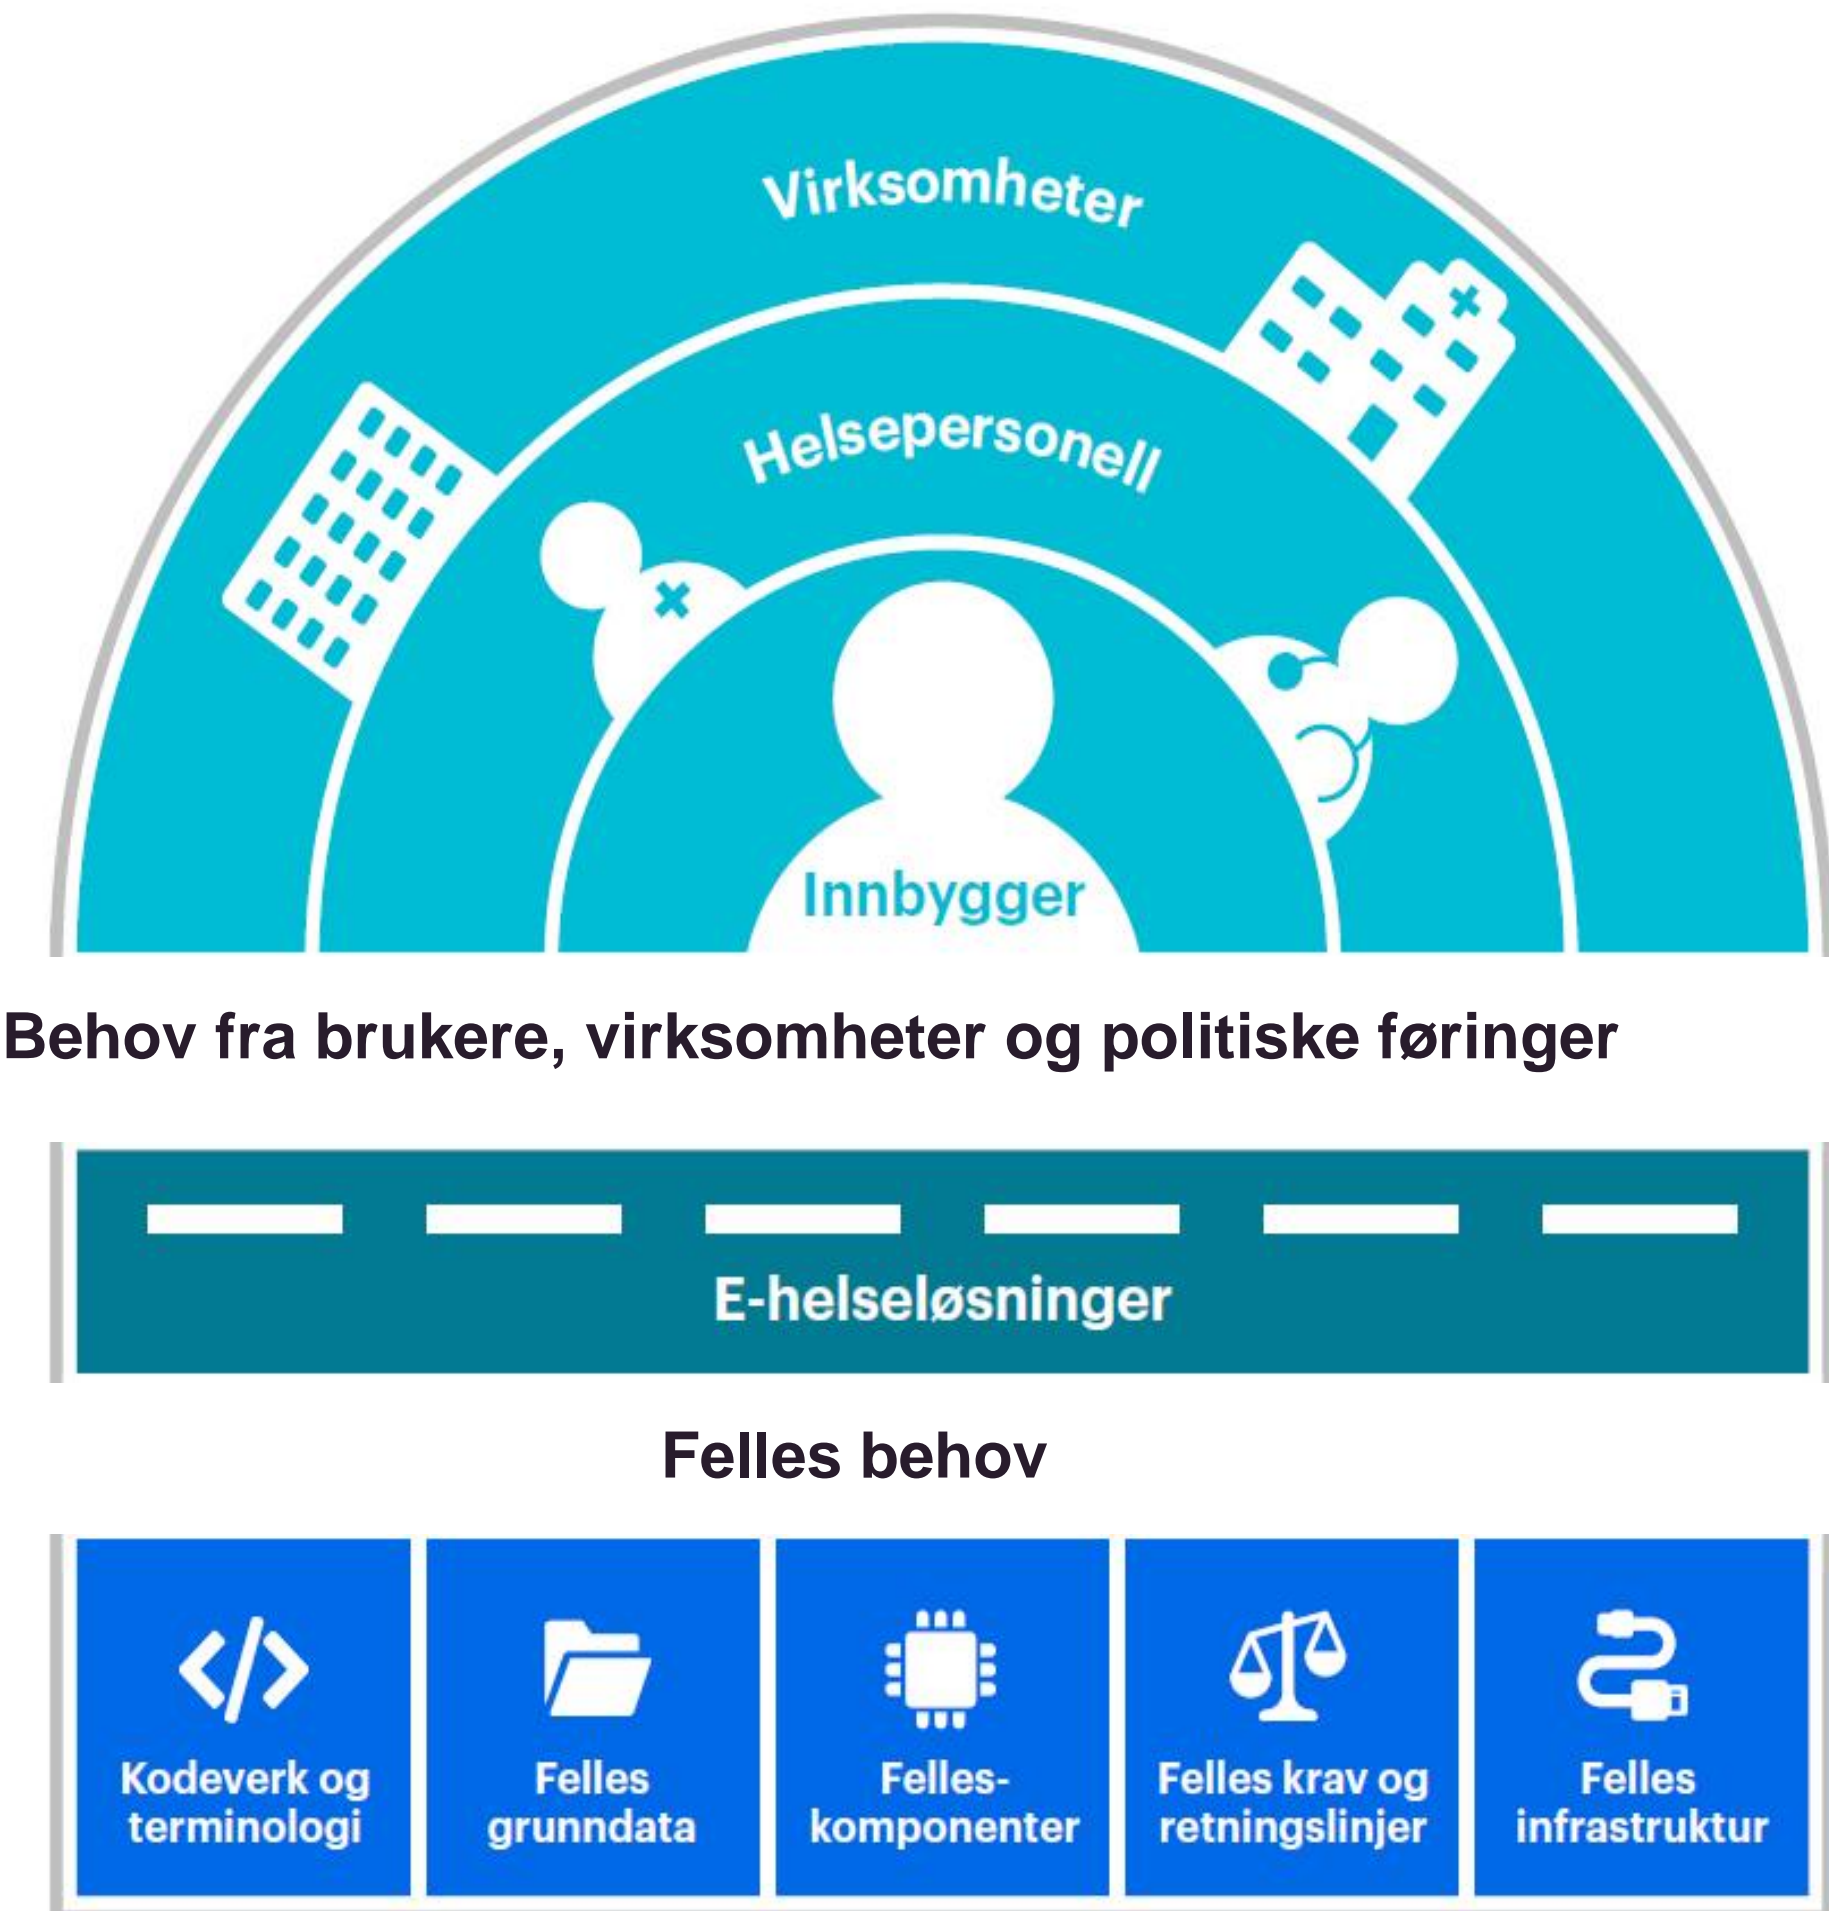 Virksomheter
Helsepersonell
Innbygger
Behov fra brukere, virksomheter og politiske føringer
E-helseløsninger
Felles behov
Kodeverk og
terminologi
Felles
grunndata
Felles-
komponenter
Felles krav og
retningslinjer
Felles
infrastruktur